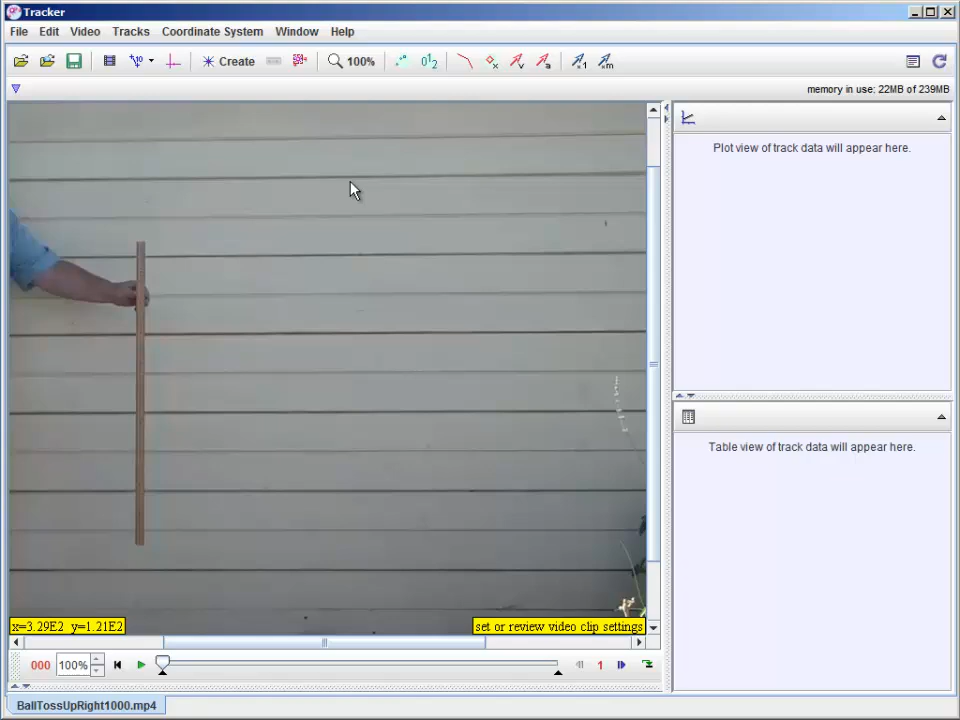 Tracker
File Edit Video Tracks Coordinate System Window Help
Create 100%
memory in use: 22MB of 239MB
Plot view of track data will appear here.
Table view of track data will appear here.
x=3.29E2 y=1.21E2
set or review video clip settings
000 100% 1
BallTossUpRight1000.mp4